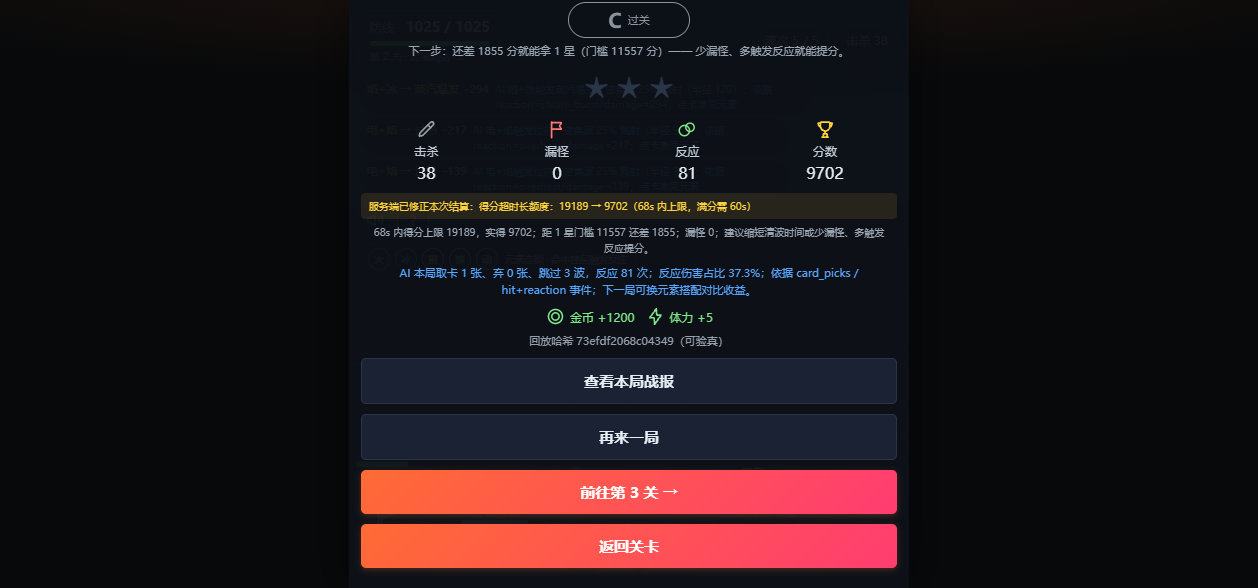 1025 / 1025
C 过关
下一步：还差 1855 分就能拿 1 星（门槛 11557 分）—— 少漏怪、多触发反应就能提分。
击杀 漏怪 反应 分数
38 0 81 9702
服务端已修正本次结算：得分超时长额度：19189 → 9702（68s 内上限，满分需 60s）
68s 内得分上限 19189，实得 9702；距 1 星门槛 11557 还差 1855；漏怪 0；建议缩短清波时间或少漏怪、多触发
反应提分。
AI 本局取卡 1 张、弃 0 张、跳过 3 波，反应 81 次；反应伤害占比 37.3%；依据 card_picks /
hit+reaction 事件；下一局可换元素搭配对比收益。
金币 +1200 体力 +5
回放哈希 73efdf2068c04349（可验真）
查看本局战报
再来一局
前往第 3 关 →
返回关卡